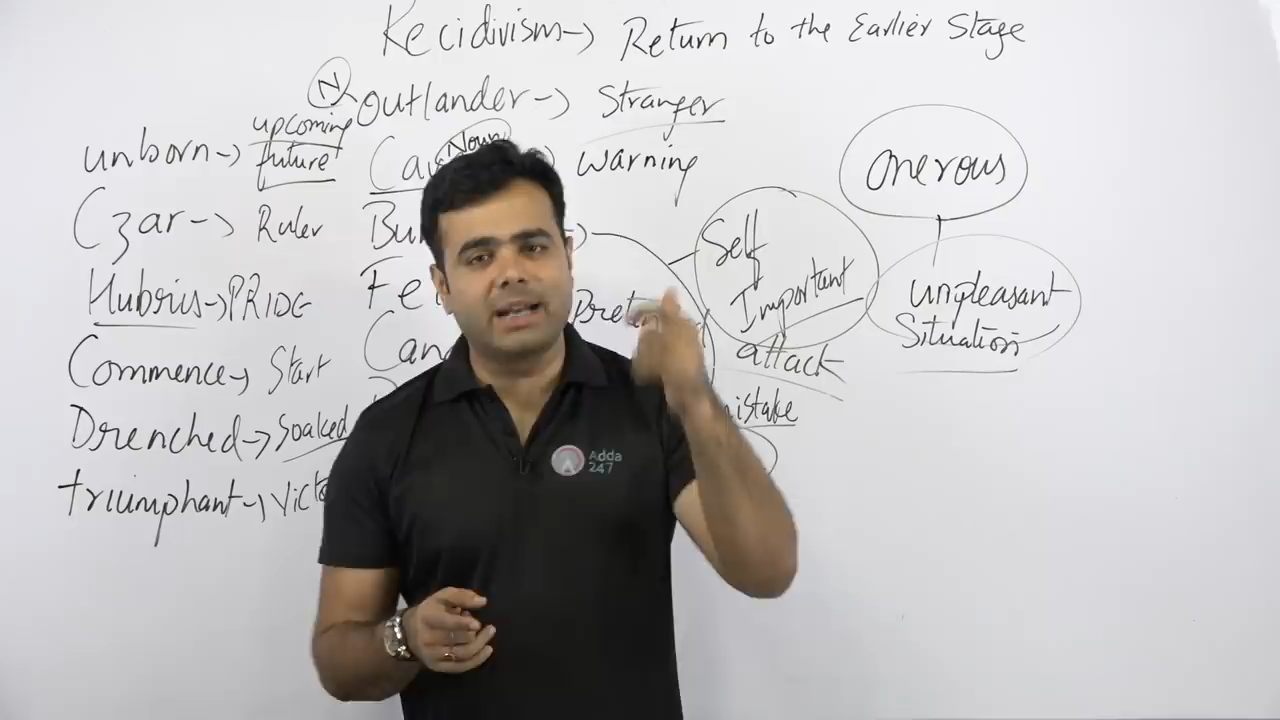 Recidivism → Return to the Earlier Stage
N outlander → Stranger
unborn → upcoming future
Noun
warning
onerous
Czar → Ruler
Self Important
unpleasant Situation
Hubris → PRIDE
attack
Commence → Start
mistake
Drenched → Soaked
triumphant →
Adda 247